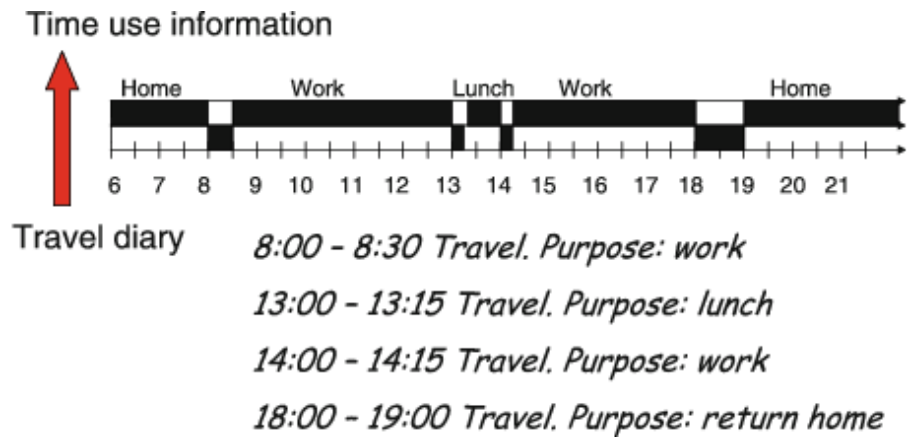 Time use information
Home Work Lunch Work Home
6 7 8 9 10 11 12 13 14 15 16 17 18 19 20 21
Travel diary
8:00 - 8:30 Travel. Purpose: work
13:00 - 13:15 Travel. Purpose: lunch
14:00 - 14:15 Travel. Purpose: work
18:00 - 19:00 Travel. Purpose: return home